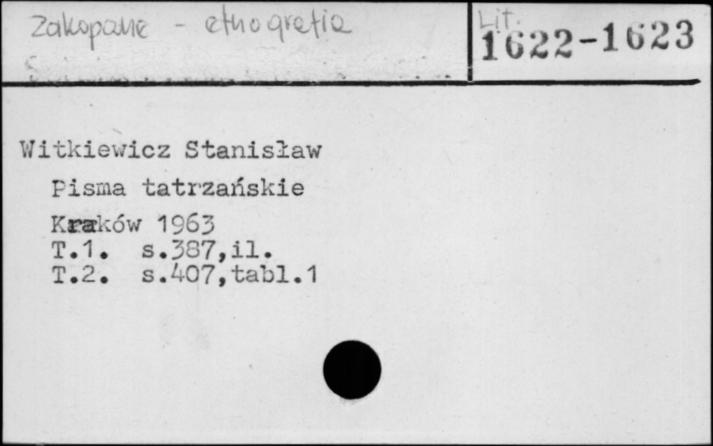 Zakopane - etnografia
Lit.
1622-1623
Witkiewicz Stanisław
Pisma tatrzańskie
Kraków 1963
T.1. s.387,il.
T.2. s.407,tabl.1